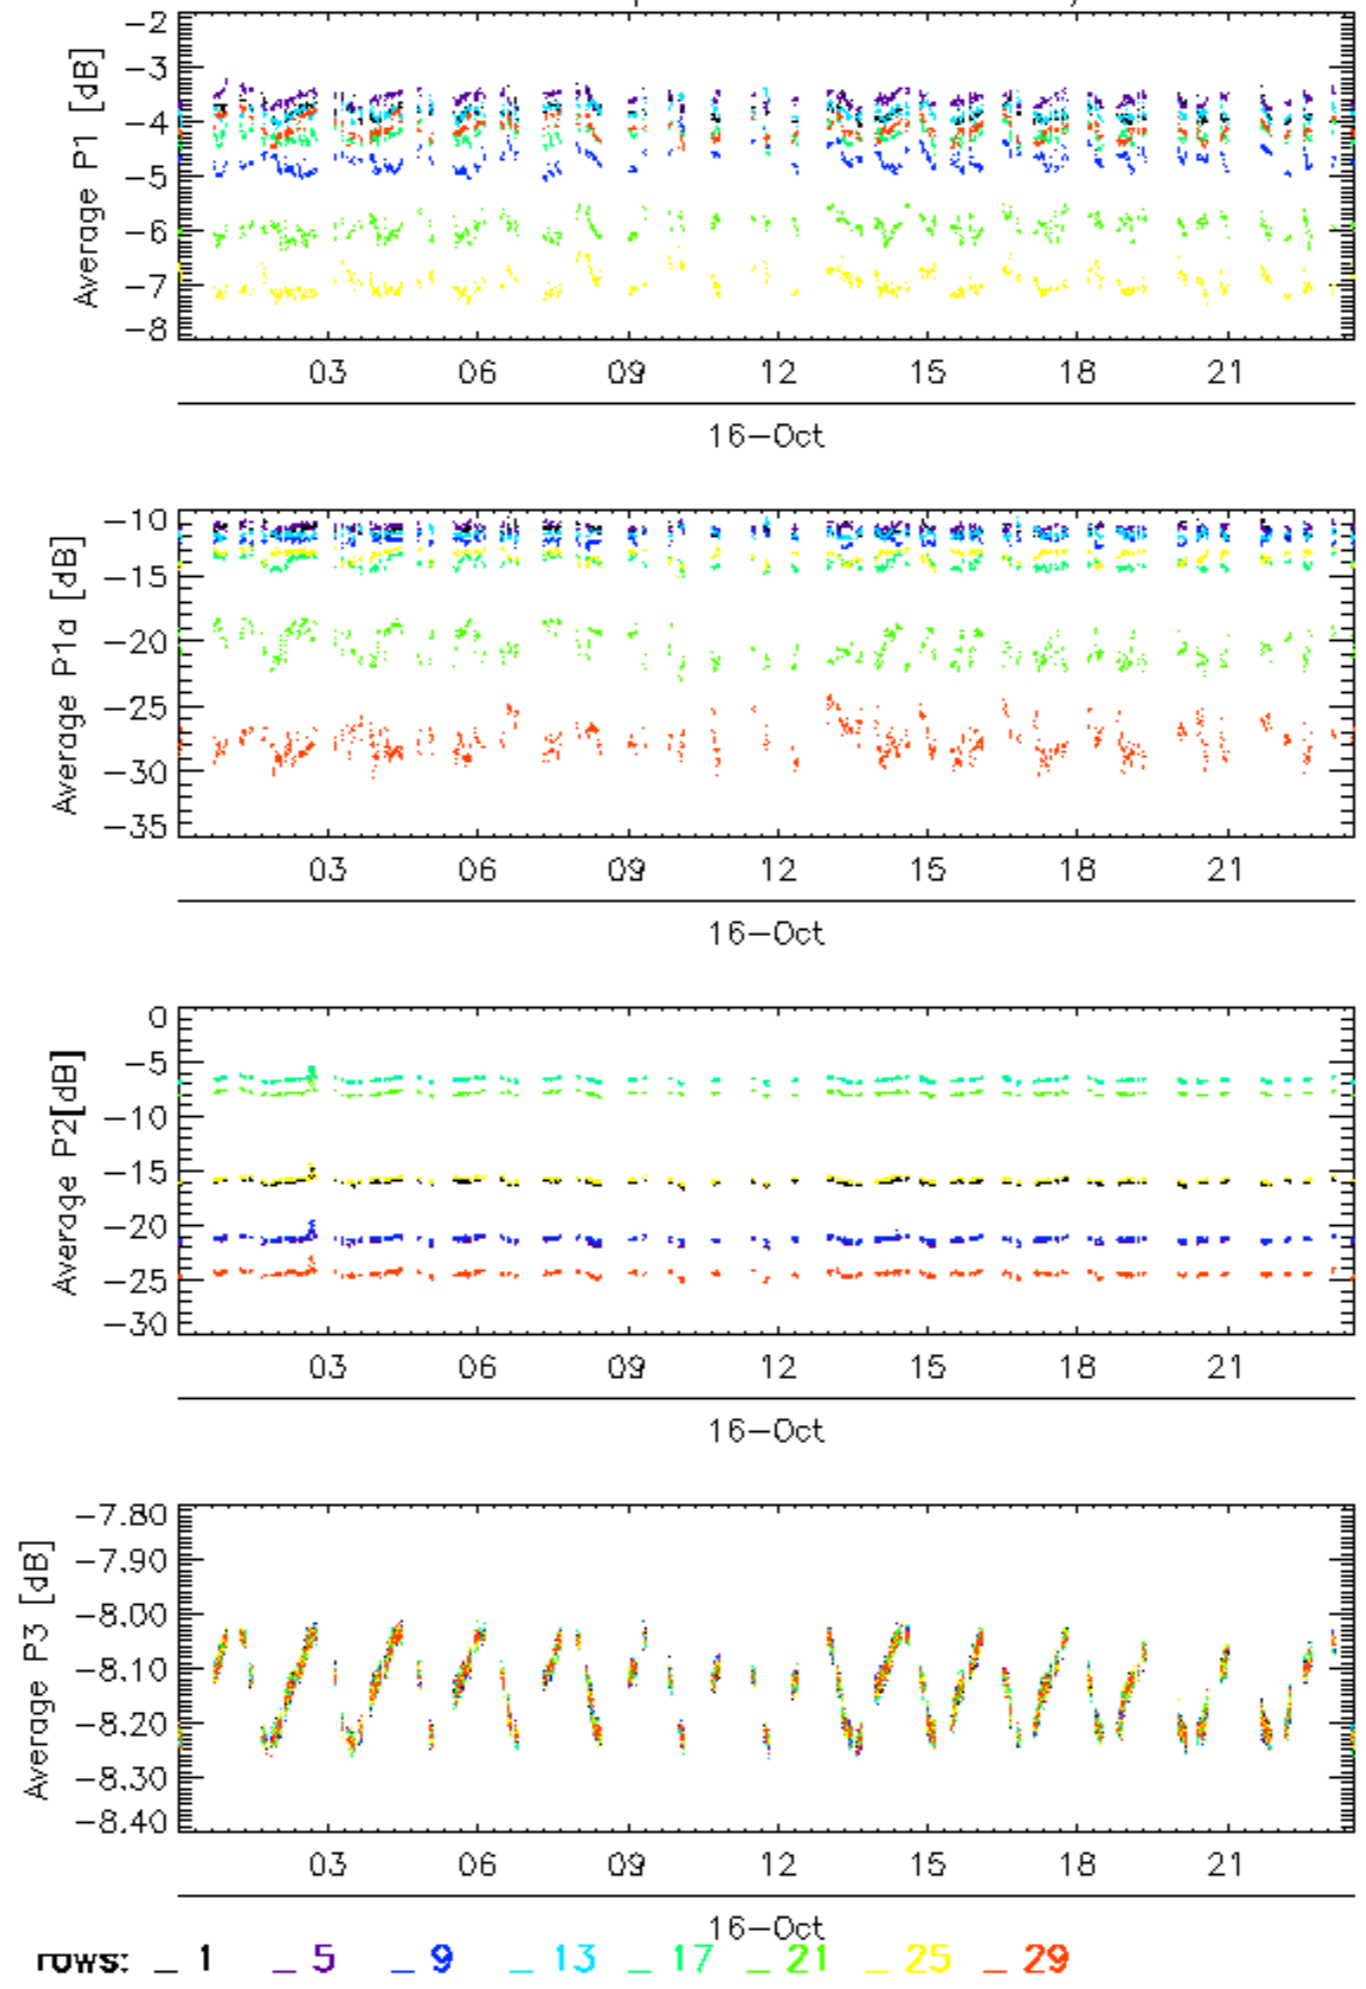 Average P1 [dB]
-2
-3
-4
-5
-6
-7
-8
03 06 09 12 15 18 21
16-Oct
Average P1a [dB]
-10
-15
-20
-25
-30
-35
03 06 09 12 15 18 21
16-Oct
Average P2[dB]
0
-5
-10
-15
-20
-25
-30
03 06 09 12 15 18 21
16-Oct
Average P3 [dB]
-7.80
-7.90
-8.00
-8.10
-8.20
-8.30
-8.40
03 06 09 12 15 18 21
16-Oct
rows: _ 1 _ 5 _ 9 _ 13 _ 17 _ 21 _ 25 _ 29